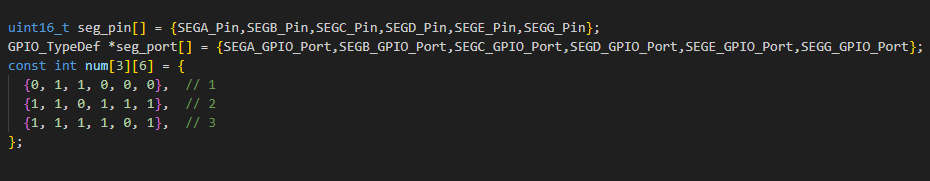 uint16_t seg_pin[] = {SEGA_Pin,SEGB_Pin,SEGC_Pin,SEGD_Pin,SEGE_Pin,SEGG_Pin};
GPIO_TypeDef *seg_port[] = {SEGA_GPIO_Port,SEGB_GPIO_Port,SEGC_GPIO_Port,SEGD_GPIO_Port,SEGE_GPIO_Port,SEGG_GPIO_Port};
const int num[3][6] = {
  {0, 1, 1, 0, 0, 0},  // 1
  {1, 1, 0, 1, 1, 1},  // 2
  {1, 1, 1, 1, 0, 1},  // 3
};